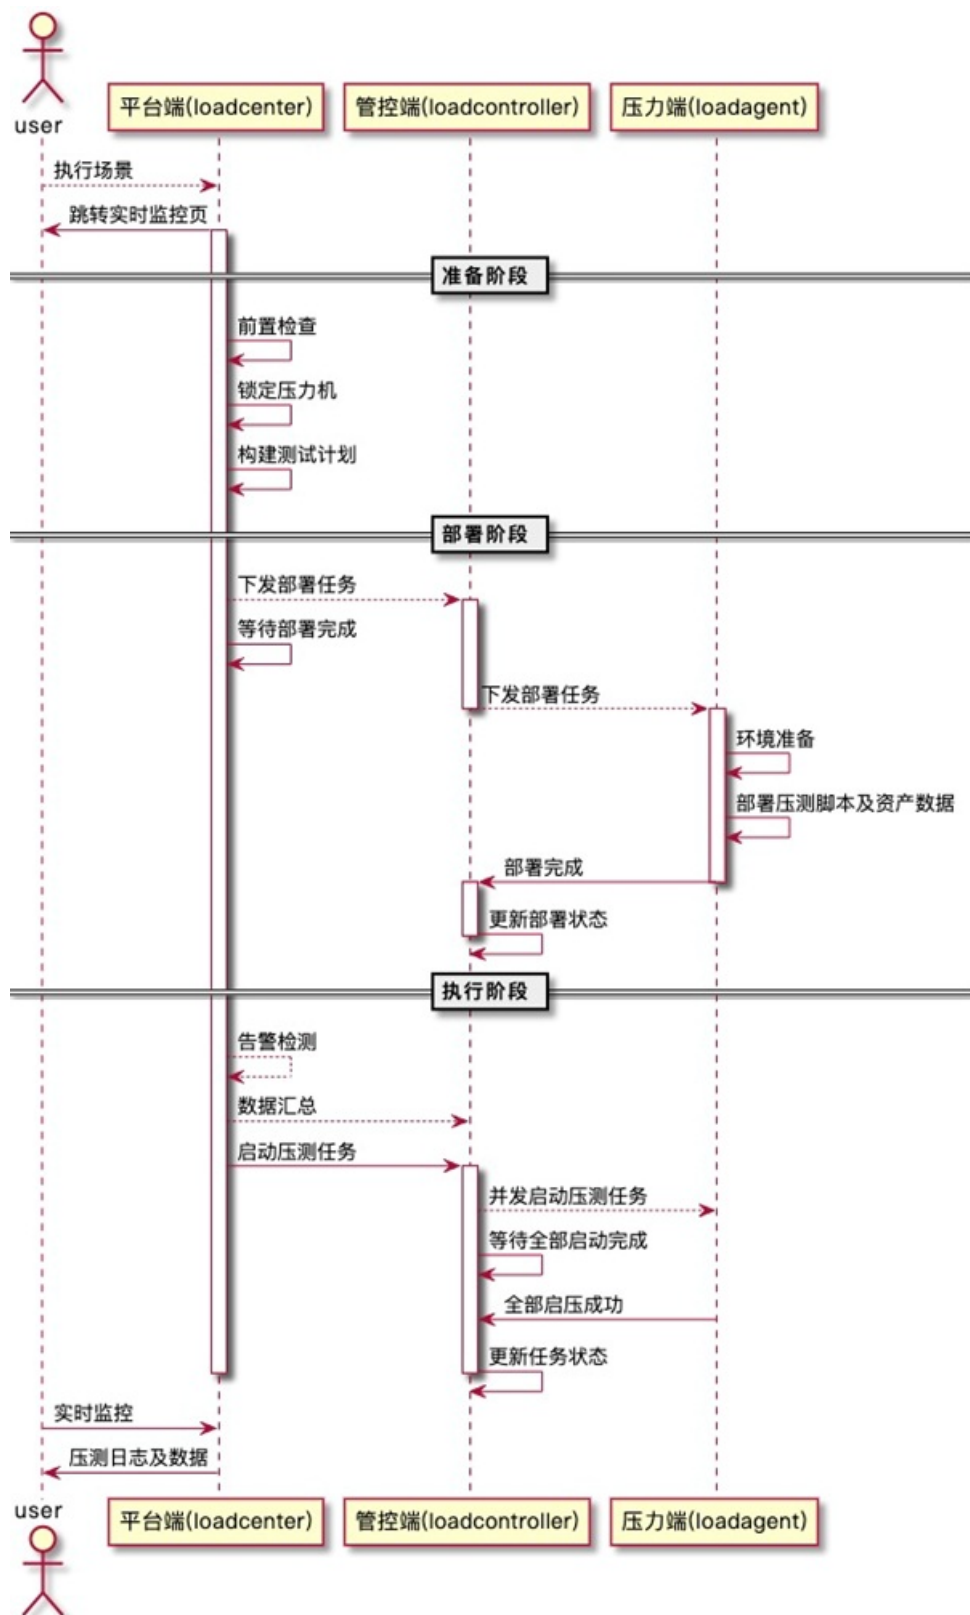 user
平台端(loadcenter)
管控端(loadcontroller)
压力端(loadagent)
执行场景
跳转实时监控页
准备阶段
前置检查
锁定压力机
构建测试计划
部署阶段
下发部署任务
等待部署完成
下发部署任务
环境准备
部署压测脚本及资产数据
部署完成
更新部署状态
执行阶段
告警检测
数据汇总
启动压测任务
并发启动压测任务
等待全部启动完成
全部启压成功
更新任务状态
实时监控
压测日志及数据
user
平台端(loadcenter)
管控端(loadcontroller)
压力端(loadagent)